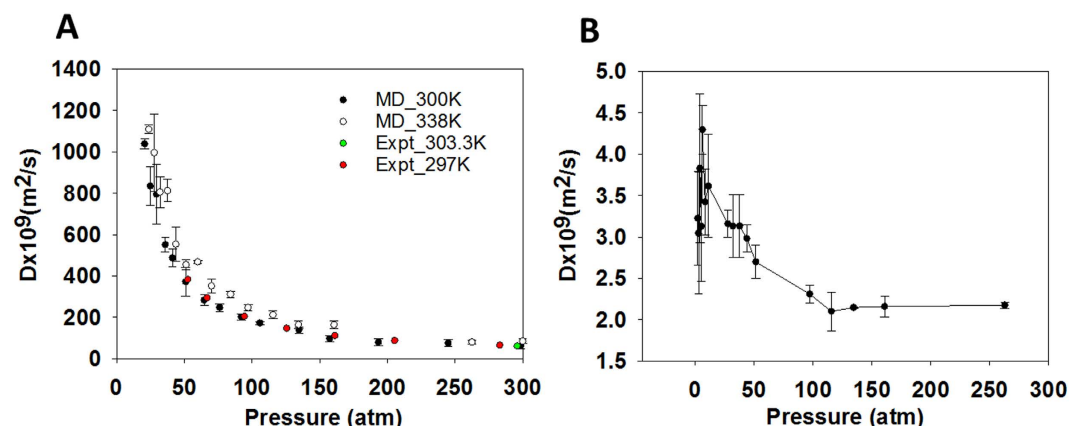 A
1400
1200
1000
800
600
400
200
0
Dx10⁹(m²/s)
MD_300K
MD_338K
Expt_303.3K
Expt_297K
0 50 100 150 200 250 300
Pressure (atm)
B
5.0
4.5
4.0
3.5
3.0
2.5
2.0
1.5
Dx10⁹(m²/s)
0 50 100 150 200 250 300
Pressure (atm)